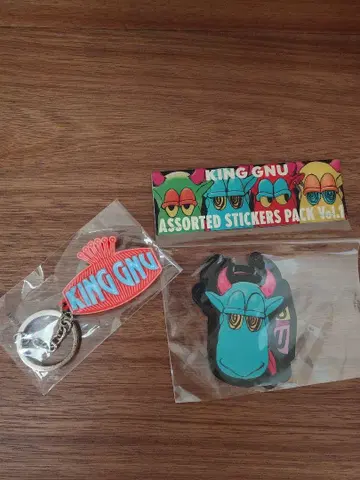 KING GNU
ASSORTED STICKERS PACK Vol.1
KING GNU